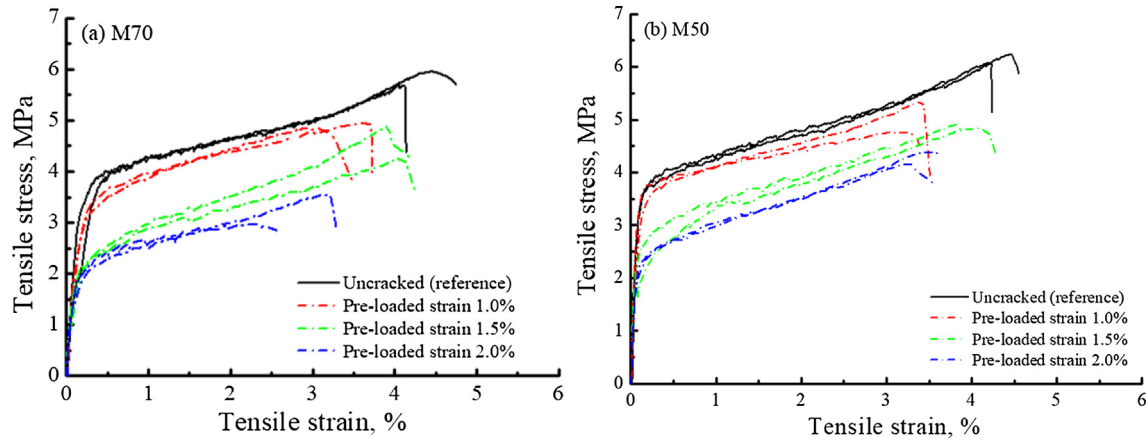 (a) M70
7
6
5
4
3
2
1
0
Tensile stress, MPa
Uncracked (reference)
Pre-loaded strain 1.0%
Pre-loaded strain 1.5%
Pre-loaded strain 2.0%
0 1 2 3 4 5 6
Tensile strain, %
(b) M50
7
6
5
4
3
2
1
0
Tensile stress, MPa
Uncracked (reference)
Pre-loaded strain 1.0%
Pre-loaded strain 1.5%
Pre-loaded strain 2.0%
0 1 2 3 4 5 6
Tensile strain, %